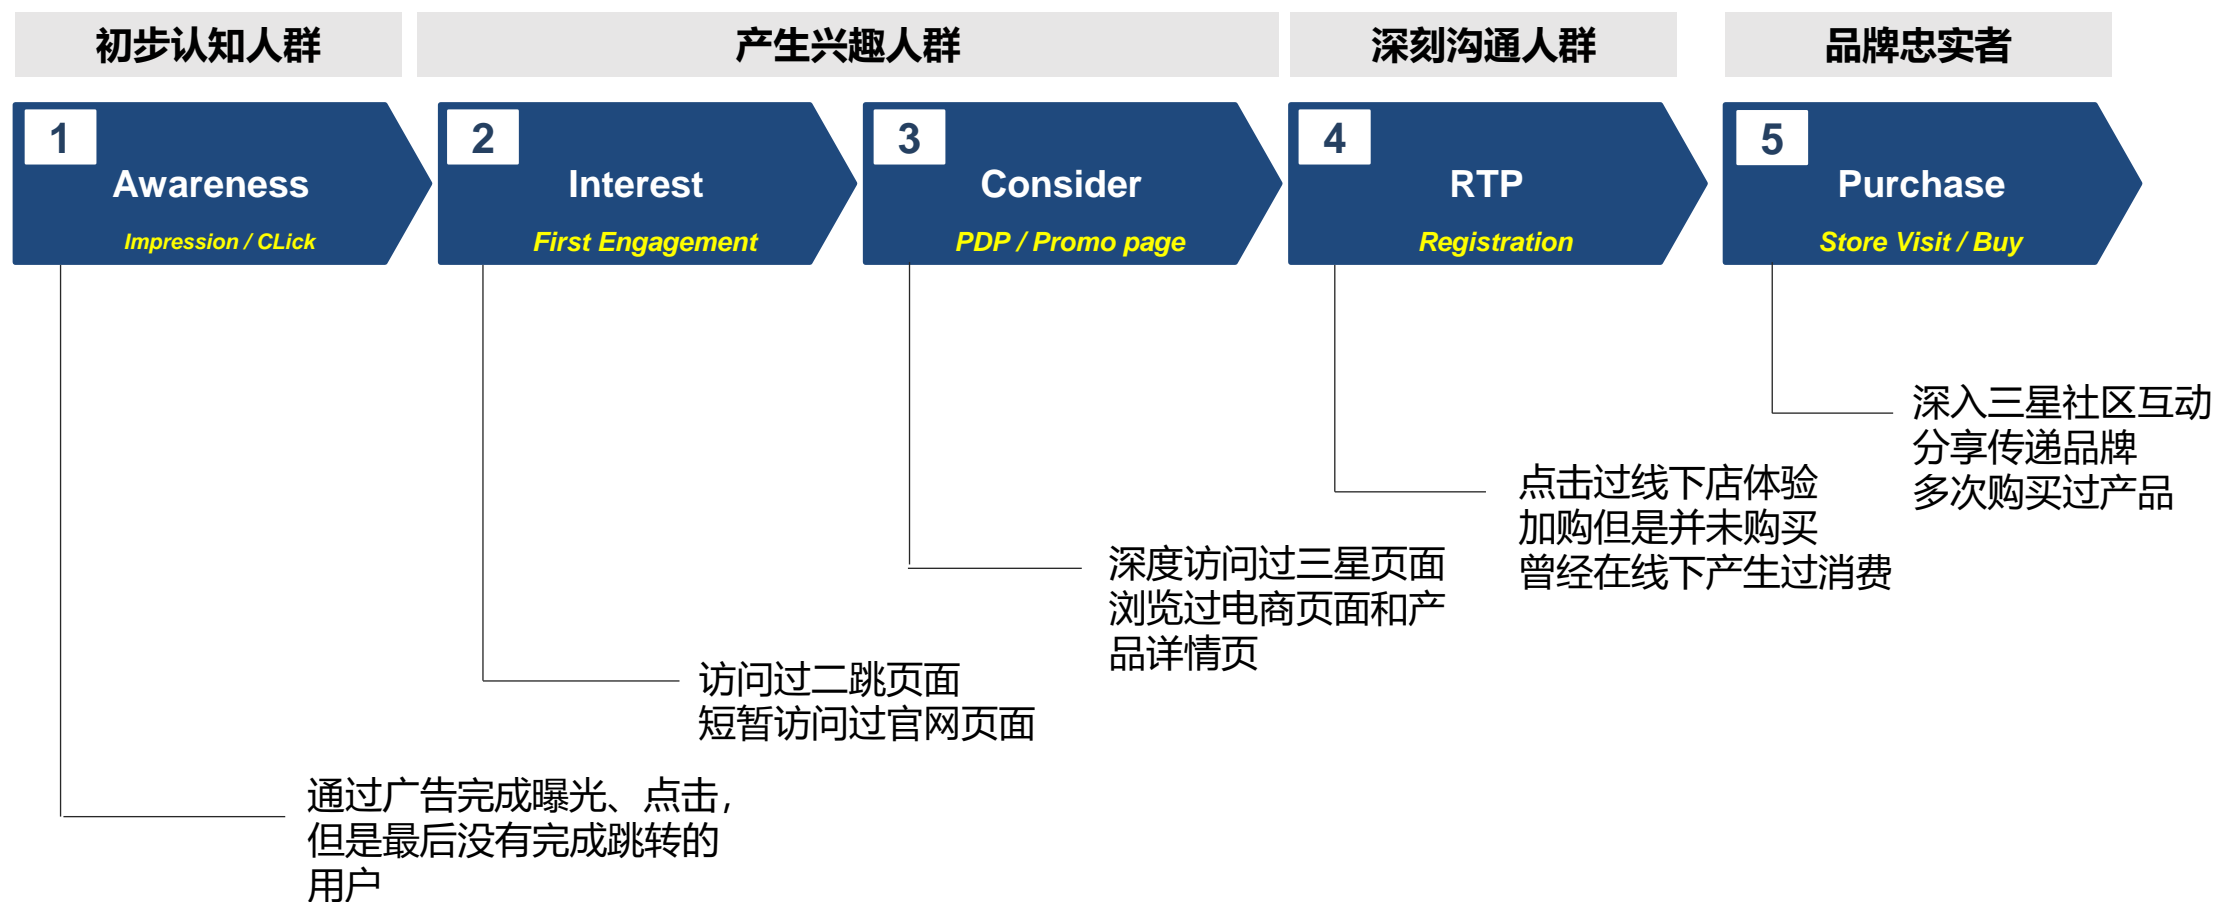 初步认知人群
产生兴趣人群
深刻沟通人群
品牌忠实者
1
Awareness
Impression / CLick
2
Interest
First Engagement
3
Consider
PDP / Promo page
4
RTP
Registration
5
Purchase
Store Visit / Buy
深入三星社区互动
分享传递品牌
多次购买过产品
点击过线下店体验
加购但是并未购买
曾经在线下产生过消费
深度访问过三星页面
浏览过电商页面和产
品详情页
访问过二跳页面
短暂访问过官网页面
通过广告完成曝光、点击，
但是最后没有完成跳转的
用户